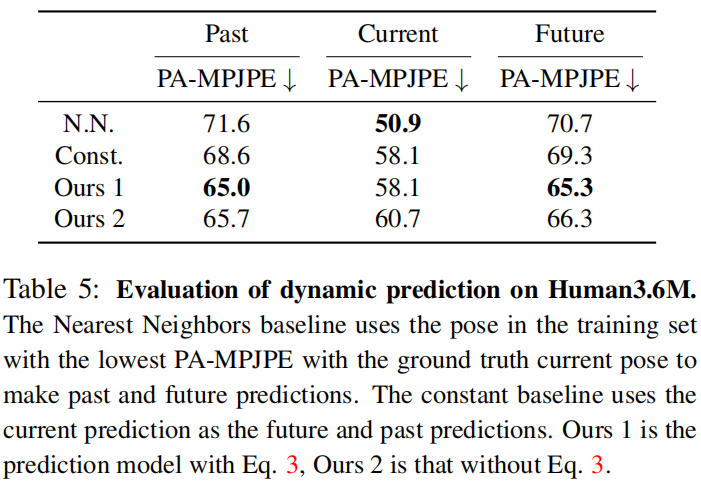 Past Current Future
PA-MPJPE ↓ PA-MPJPE ↓ PA-MPJPE ↓
N.N. 71.6 50.9 70.7
Const. 68.6 58.1 69.3
Ours 1 65.0 58.1 65.3
Ours 2 65.7 60.7 66.3
Table 5: Evaluation of dynamic prediction on Human3.6M.
The Nearest Neighbors baseline uses the pose in the training set
with the lowest PA-MPJPE with the ground truth current pose to
make past and future predictions. The constant baseline uses the
current prediction as the future and past predictions. Ours 1 is the
prediction model with Eq. 3, Ours 2 is that without Eq. 3.